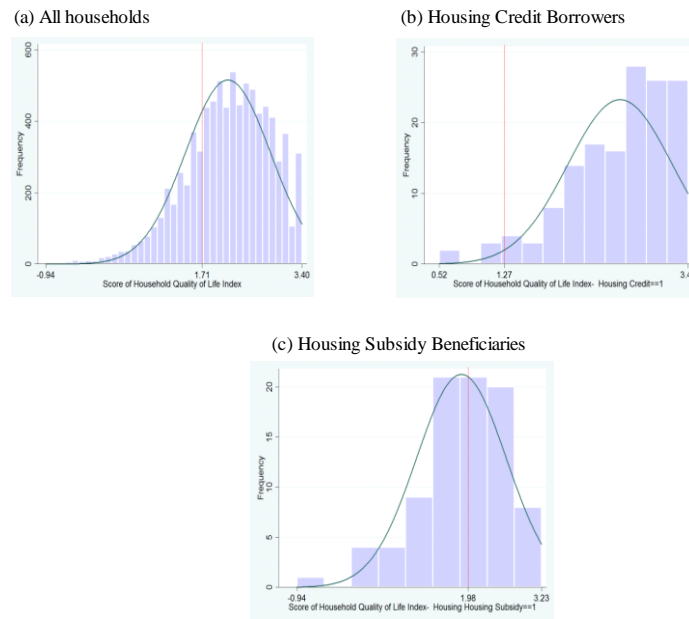 (a) All households
(b) Housing Credit Borrowers
600
400
200
0
Frequency
-0.94
1.71
3.40
Score of Household Quality of Life Index
30
20
10
0
Frequency
0.52
1.27
3.4
Score of Household Quality of Life Index- Housing Credit==1
(c) Housing Subsidy Beneficiaries
20
15
10
5
0
Frequency
-0.94
1.98
3.23
Score of Household Quality of Life Index- Housing Housing Subsidy==1